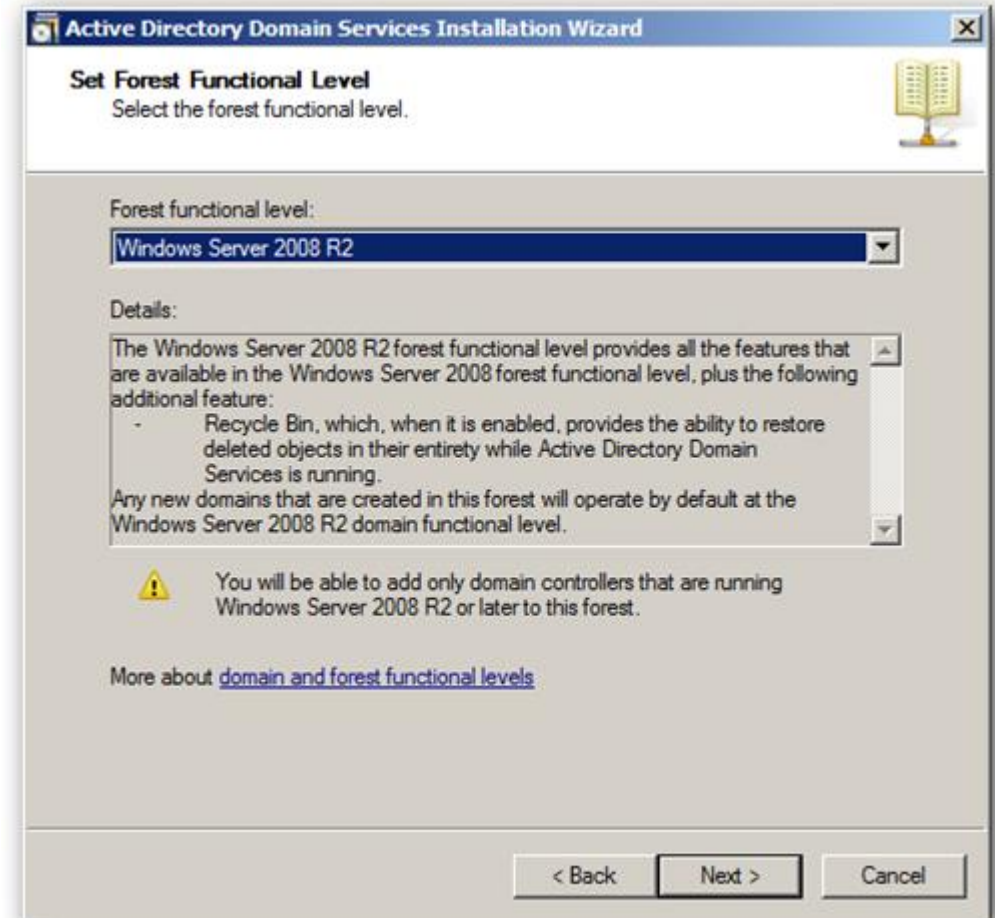 Active Directory Domain Services Installation Wizard
Set Forest Functional Level
Select the forest functional level.
Forest functional level:
Windows Server 2008 R2
Details:
The Windows Server 2008 R2 forest functional level provides all the features that
are available in the Windows Server 2008 forest functional level, plus the following
additional feature:
- Recycle Bin, which, when it is enabled, provides the ability to restore
deleted objects in their entirety while Active Directory Domain
Services is running.
Any new domains that are created in this forest will operate by default at the
Windows Server 2008 R2 domain functional level.
You will be able to add only domain controllers that are running
Windows Server 2008 R2 or later to this forest.
More about domain and forest functional levels
< Back Next > Cancel